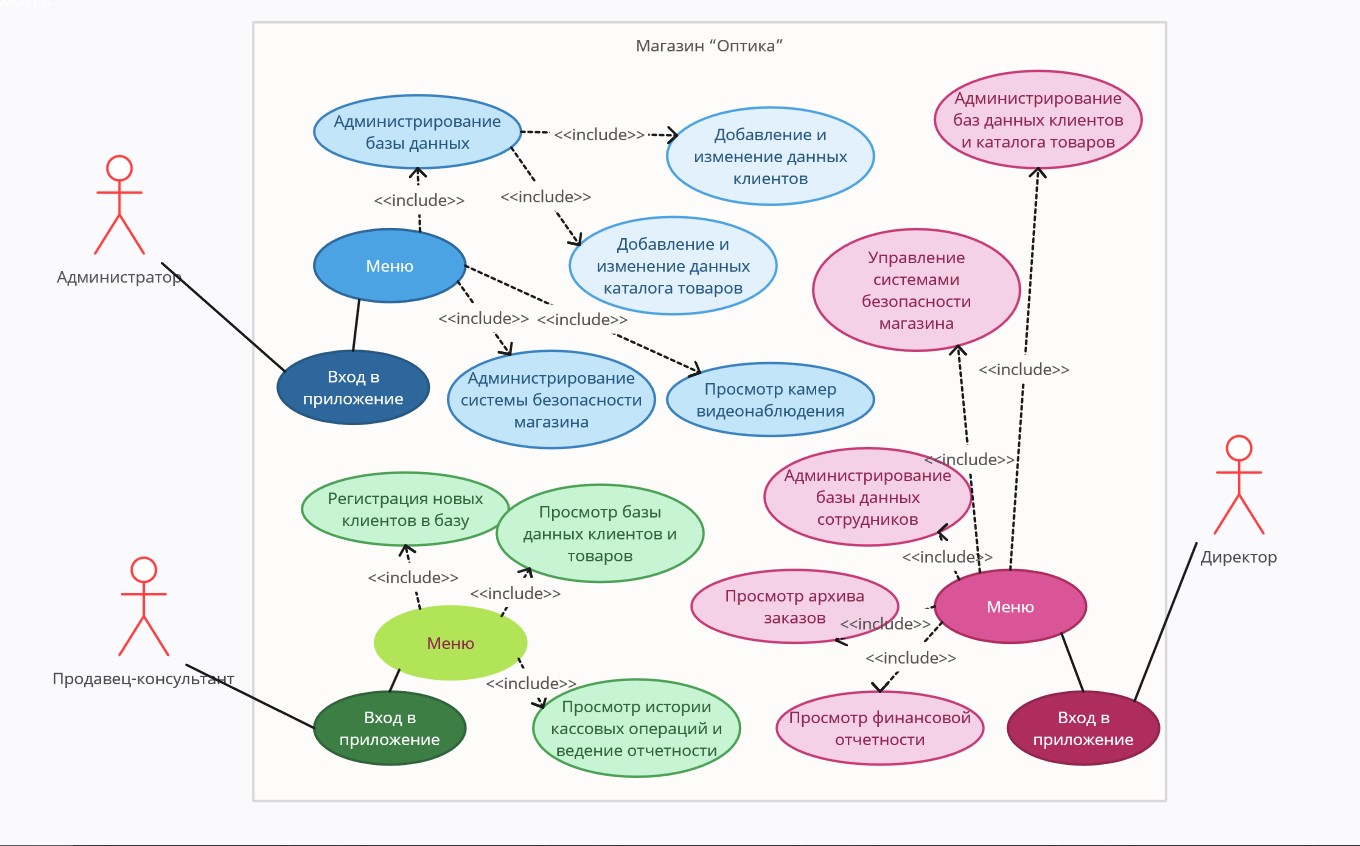 Магазин “Оптика”
Администрирование
базы данных
<<include>>
Добавление и
изменение данных
клиентов
Администрирование
баз данных клиентов
и каталога товаров
<<include>>
<<include>>
Добавление и
изменение данных
каталога товаров
Управление
системами
безопасности
магазина
Меню
Администратор
<<include>>
<<include>>
<<include>>
Вход в
приложение
Администрирование
системы безопасности
магазина
Просмотр камер
видеонаблюдения
<<include>>
Администрирование
базы данных
сотрудников
Регистрация новых
клиентов в базу
Просмотр базы
данных клиентов и
товаров
<<include>>
Директор
<<include>>
<<include>>
Просмотр архива
заказов
<<include>>
Меню
Меню
<<include>>
Продавец-консультант
<<include>>
Вход в
приложение
Просмотр истории
кассовых операций и
ведение отчетности
Просмотр финансовой
отчетности
Вход в
приложение